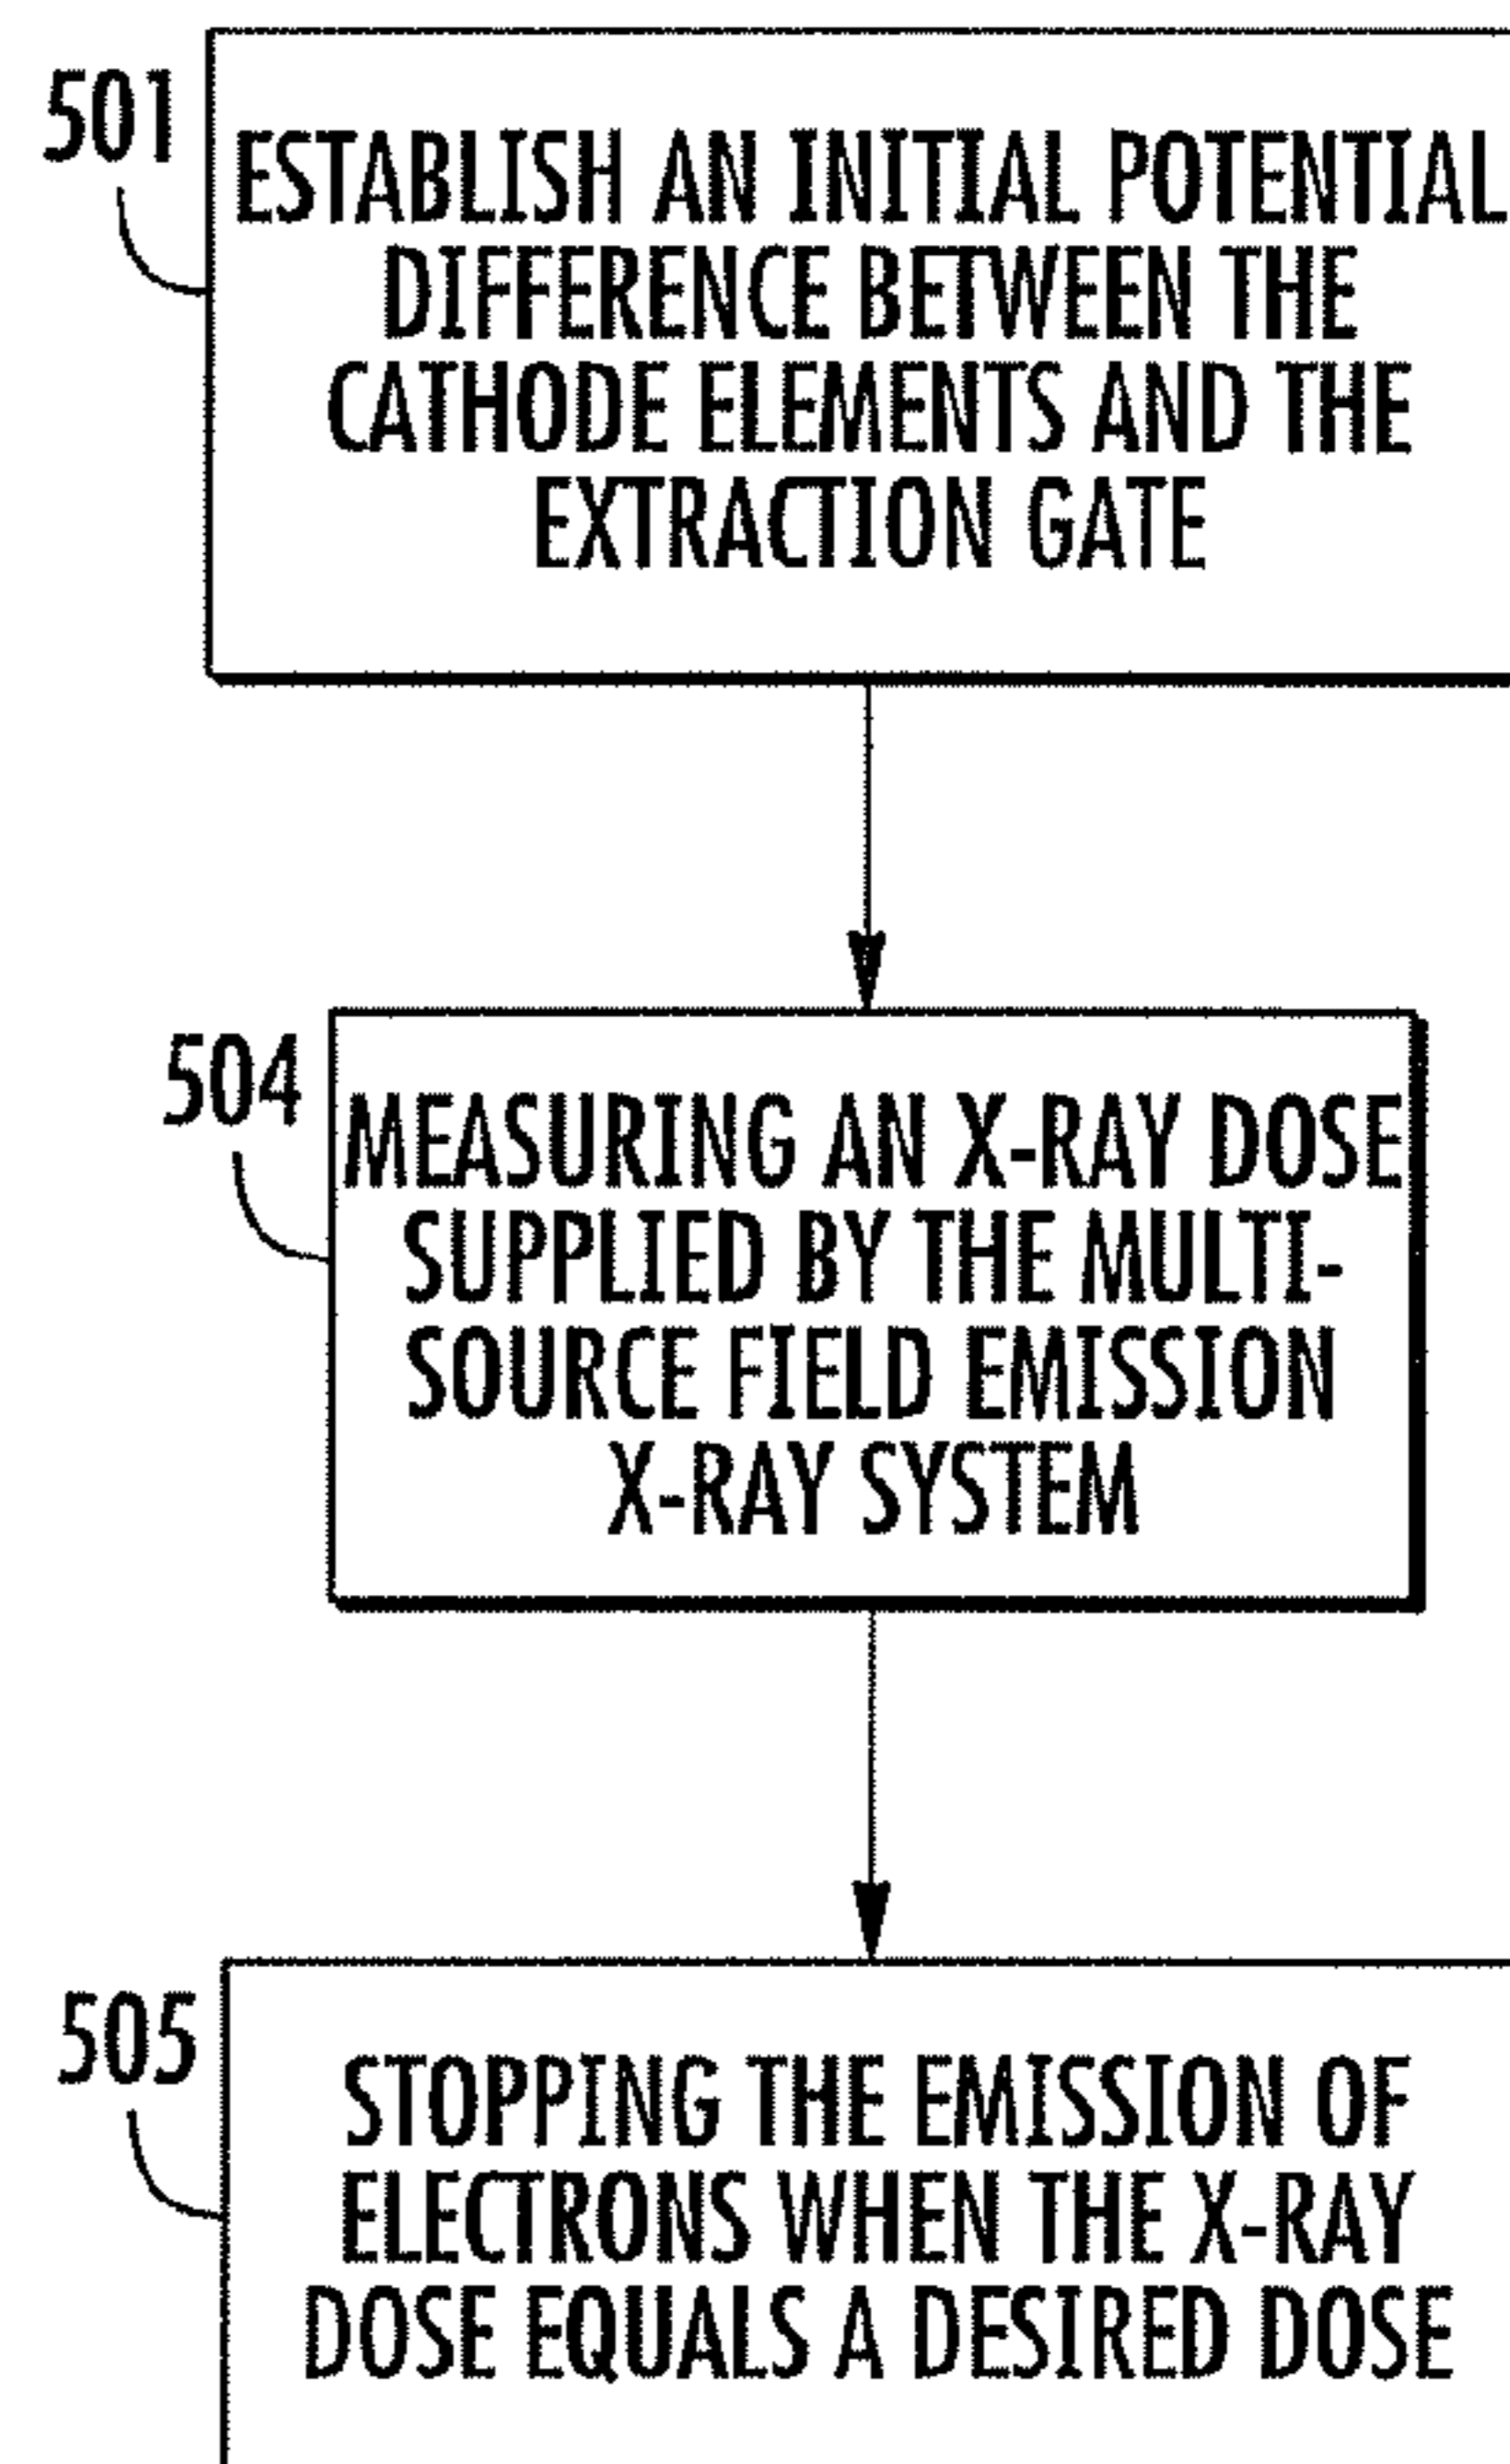 501
ESTABLISH AN INITIAL POTENTIAL
DIFFERENCE BETWEEN THE
CATHODE ELEMENTS AND THE
EXTRACTION GATE
504
MEASURING AN X-RAY DOSE
SUPPLIED BY THE MULTI-
SOURCE FIELD EMISSION
X-RAY SYSTEM
505
STOPPING THE EMISSION OF
ELECTRONS WHEN THE X-RAY
DOSE EQUALS A DESIRED DOSE